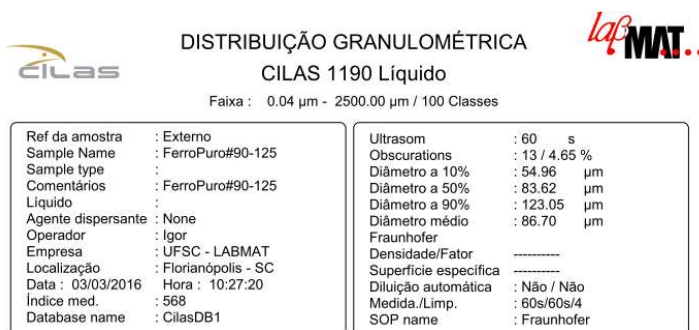 cilas
DISTRIBUIÇÃO GRANULOMÉTRICA
CILAS 1190 Líquido
Faixa : 0.04 µm - 2500.00 µm / 100 Classes
laβMAT...
Ref da amostra : Externo
Sample Name : FerroPuro#90-125
Sample type :
Comentários : FerroPuro#90-125
Líquido :
Agente dispersante : None
Operador : Igor
Empresa : UFSC - LABMAT
Localização : Florianópolis - SC
Data : 03/03/2016 Hora : 10:27:20
Índice med. : 568
Database name : CilasDB1
Ultrasom : 60 s
Obscurations : 13 / 4.65 %
Diâmetro a 10% : 54.96 µm
Diâmetro a 50% : 83.62 µm
Diâmetro a 90% : 123.05 µm
Diâmetro médio : 86.70 µm
Fraunhofer
Densidade/Fator ----------
Superfície específica ----------
Diluição automática : Não / Não
Medida./Limp. : 60s/60s/4
SOP name : Fraunhofer